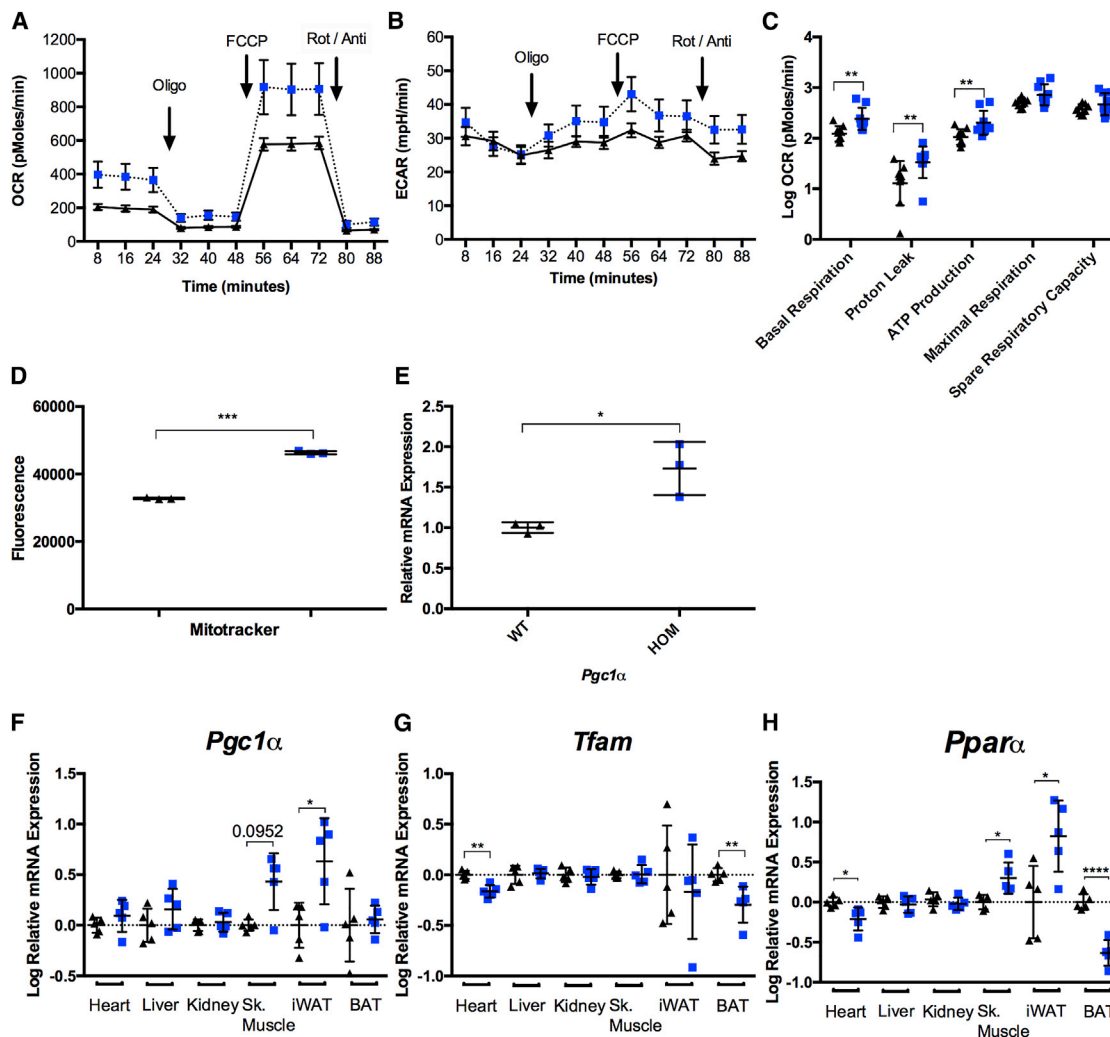 A
OCR (pMoles/min)
1200
1000
800
600
400
200
0
Oligo
FCCP
Rot / Anti
8 16 24 32 40 48 56 64 72 80 88
Time (minutes)
B
ECAR (mpH/min)
60
50
40
30
20
10
0
Oligo
FCCP
Rot / Anti
8 16 24 32 40 48 56 64 72 80 88
Time (minutes)
C
Log OCR (pMoles/min)
4
3
2
1
0
** ** **
Basal Respiration
Proton Leak
ATP Production
Maximal Respiration
Spare Respiratory Capacity
D
Fluorescence
60000
40000
20000
0
***
Mitotracker
E
Relative mRNA Expression
2.5
2.0
1.5
1.0
0.5
0.0
*
WT
HOM
Pgc1α
F
Pgc1α
Log Relative mRNA Expression
1.5
1.0
0.5
0.0
-0.5
0.0952
*
Heart Liver Kidney Sk. iWAT BAT
Muscle
G
Tfam
Log Relative mRNA Expression
1.0
0.5
0.0
-0.5
-1.0
** **
Heart Liver Kidney Sk. iWAT BAT
Muscle
H
Pparα
Log Relative mRNA Expression
1.5
1.0
0.5
0.0
-0.5
-1.0
* * * ****
Heart Liver Kidney Sk. iWAT BAT
Muscle